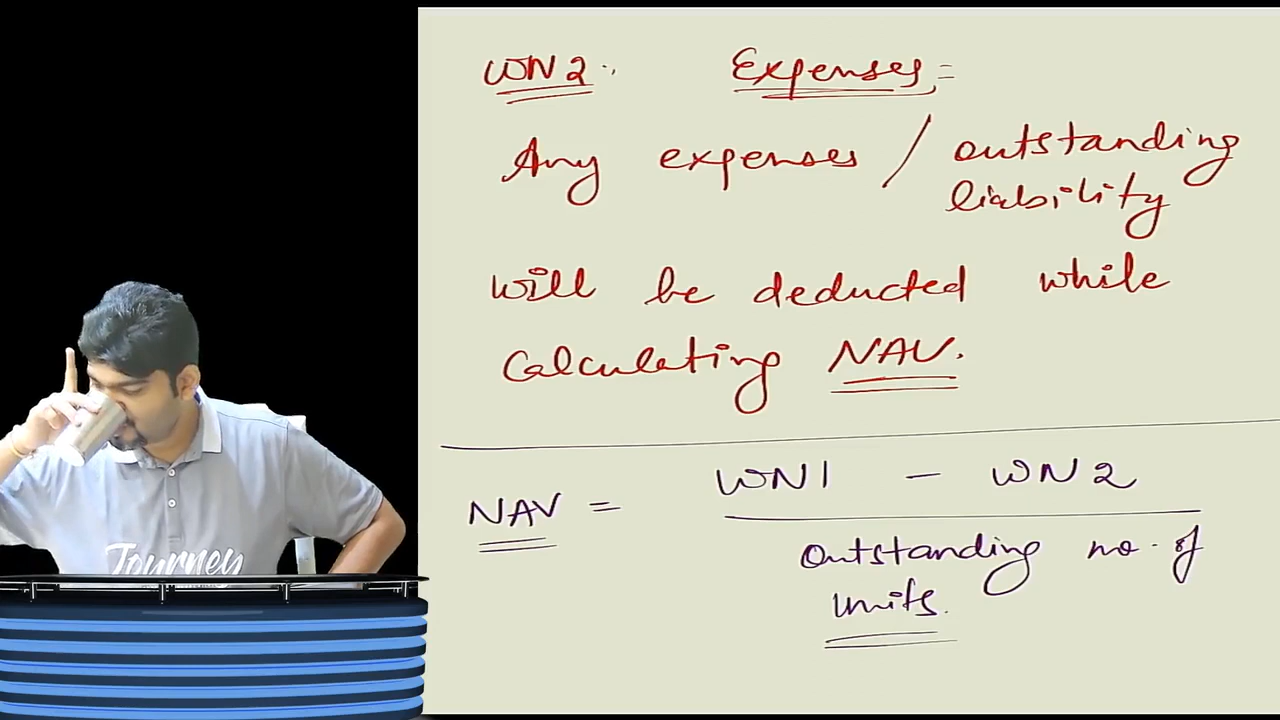 WN2. Expenses =
Any expenses / outstanding
liability
will be deducted while
Calculating NAV.
NAV = WN1 - WN2
Outstanding no. of
units.
Journey